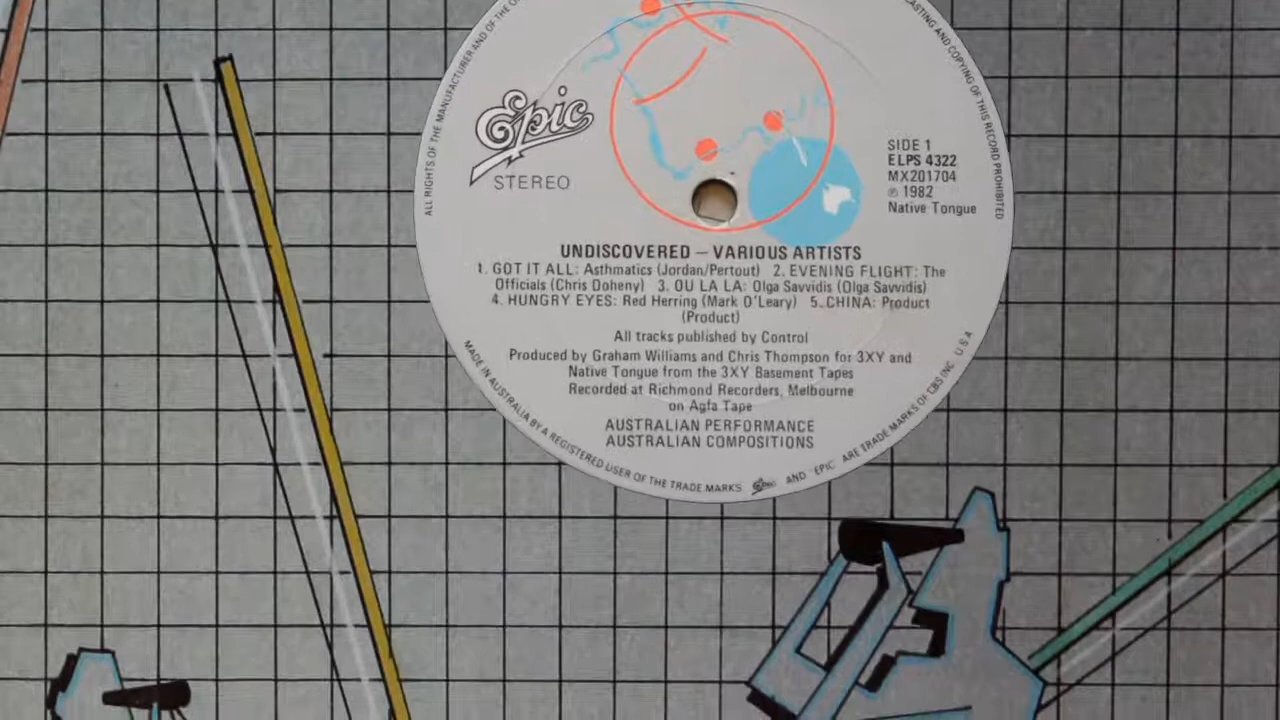 ALL RIGHTS OF THE MANUFACTURER AND OF THE
CASTING AND COPYING OF THIS RECORD PROHIBITED
Epic
STEREO
SIDE 1
ELPS 4322
MX201704
℗ 1982
Native Tongue
UNDISCOVERED — VARIOUS ARTISTS
1. GOT IT ALL: Asthmatics (Jordan/Pertout) 2. EVENING FLIGHT: The
Officials (Chris Doheny) 3. OU LA LA: Olga Savvidis (Olga Savvidis)
4. HUNGRY EYES: Red Herring (Mark O'Leary) 5. CHINA: Product
(Product)
All tracks published by Control
Produced by Graham Williams and Chris Thompson for 3XY and
Native Tongue from the 3XY Basement Tapes
Recorded at Richmond Recorders, Melbourne
on Agfa Tape
AUSTRALIAN PERFORMANCE
AUSTRALIAN COMPOSITIONS
MADE IN AUSTRALIA BY A REGISTERED USER OF THE TRADE MARKS Epic AND "EPIC" ARE TRADE MARKS OF CBS INC. U.S.A